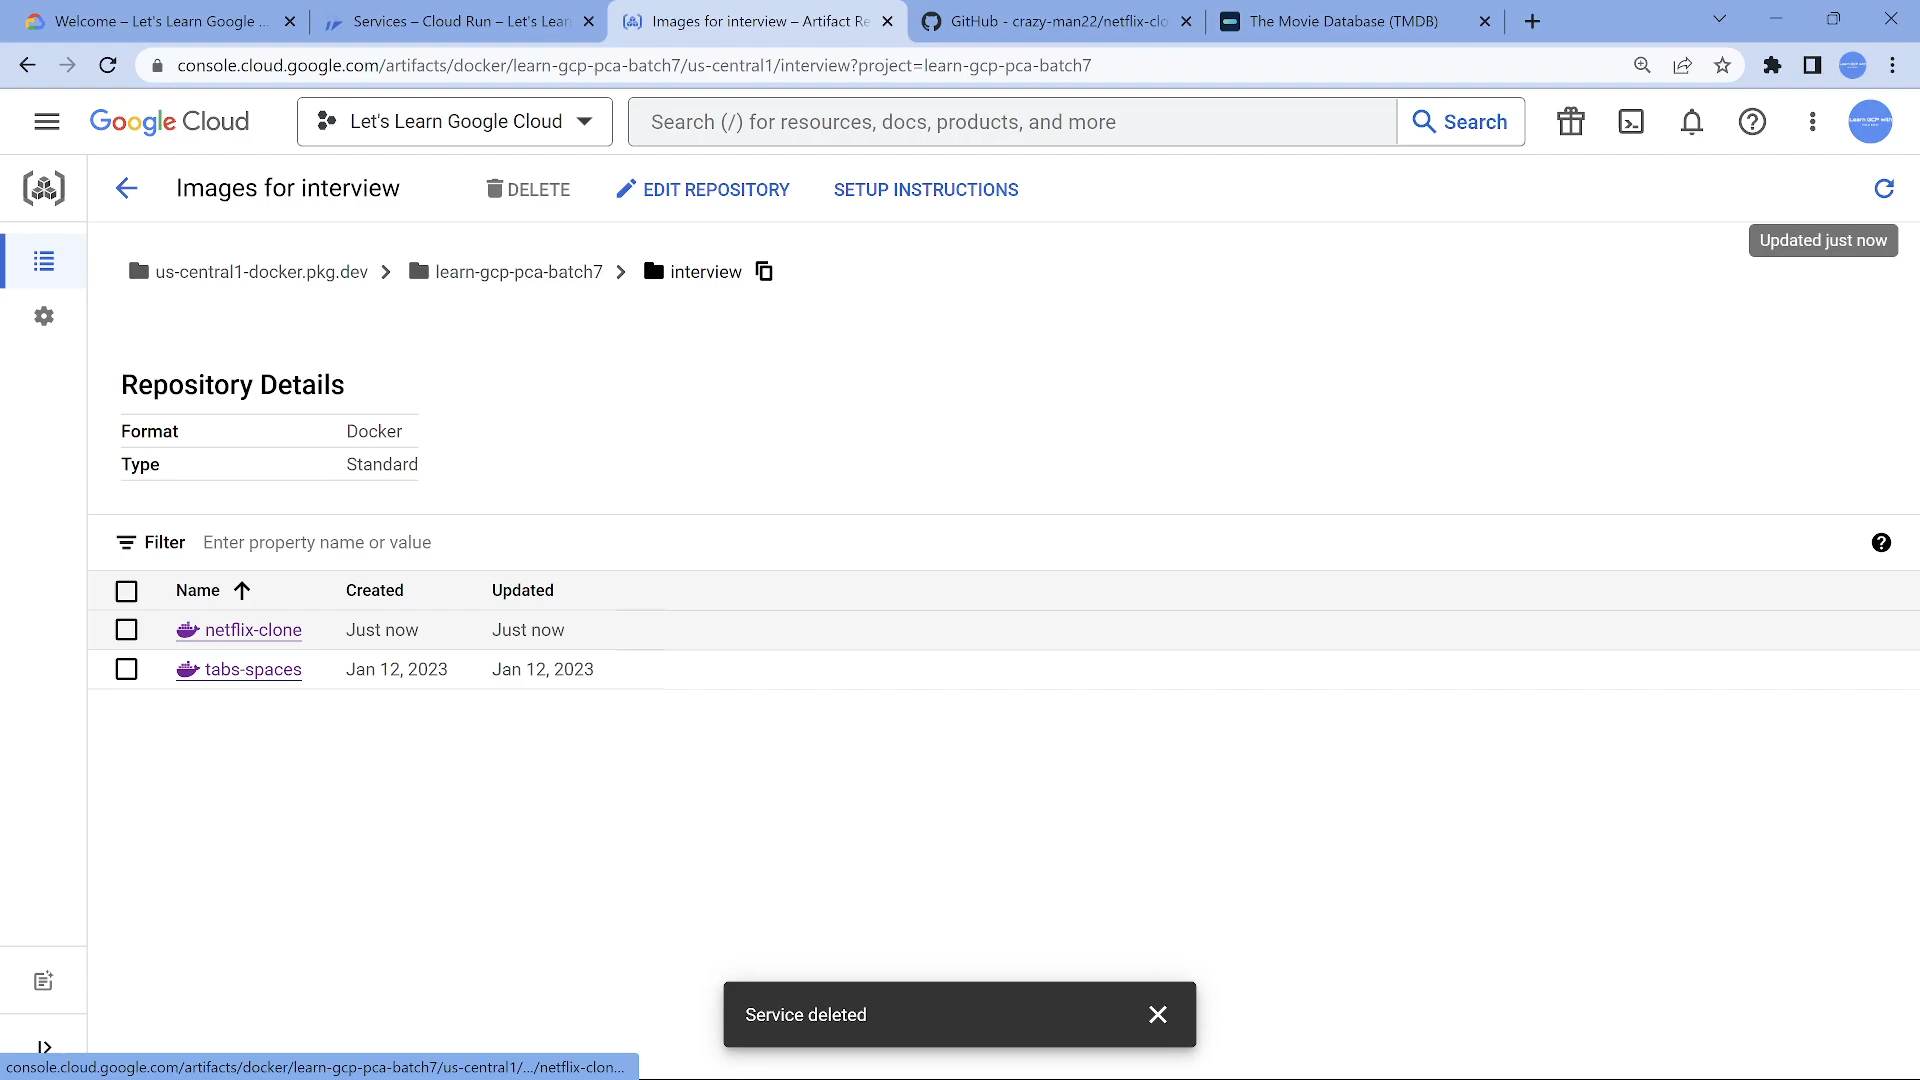 Welcome – Let's Learn Google ...
Services – Cloud Run – Let's Lear
Images for interview – Artifact Re
GitHub - crazy-man22/netflix-clo
The Movie Database (TMDB)
console.cloud.google.com/artifacts/docker/learn-gcp-pca-batch7/us-central1/interview?project=learn-gcp-pca-batch7
Google Cloud
Let's Learn Google Cloud
Search (/) for resources, docs, products, and more
Search
Images for interview
DELETE
EDIT REPOSITORY
SETUP INSTRUCTIONS
Updated just now
us-central1-docker.pkg.dev
learn-gcp-pca-batch7
interview
Repository Details
Format Docker
Type Standard
Filter Enter property name or value
Name Created Updated
netflix-clone Just now Just now
tabs-spaces Jan 12, 2023 Jan 12, 2023
Service deleted
console.cloud.google.com/artifacts/docker/learn-gcp-pca-batch7/us-central1/.../netflix-clon...